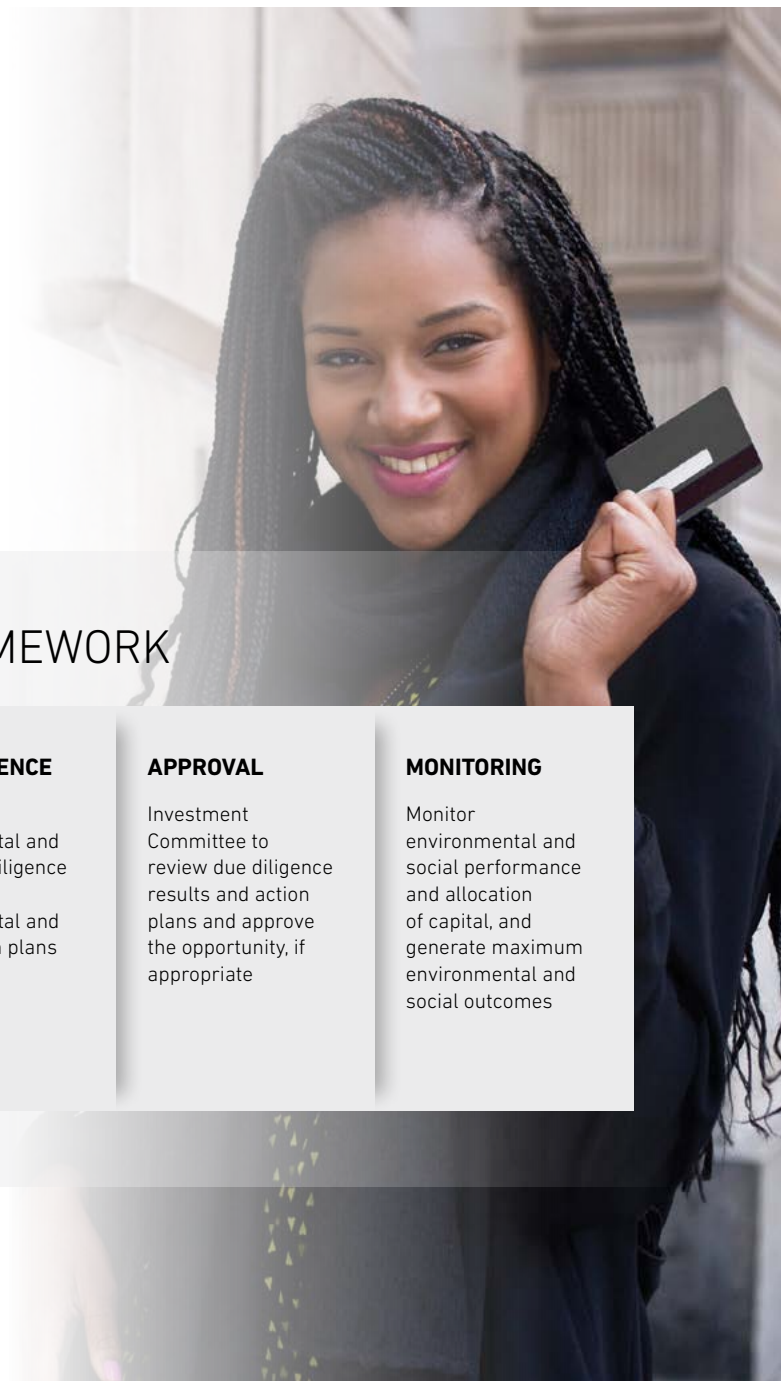 MEWORK
ENCE
tal and
iligence
tal and
plans
APPROVAL
Investment
Committee to
review due diligence
results and action
plans and approve
the opportunity, if
appropriate
MONITORING
Monitor
environmental and
social performance
and allocation
of capital, and
generate maximum
environmental and
social outcomes